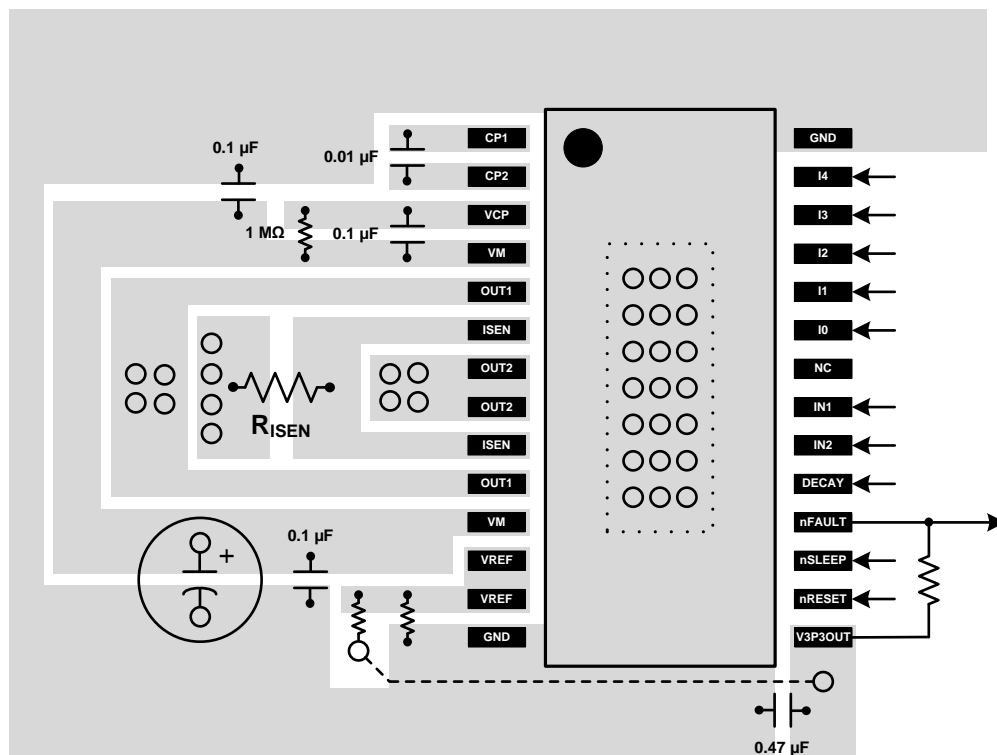 0.1 µF
0.01 µF
1 MΩ
0.1 µF
CP1
CP2
VCP
VM
OUT1
ISEN
OUT2
OUT2
ISEN
OUT1
VM
VREF
VREF
GND
GND
I4
I3
I2
I1
I0
NC
IN1
IN2
DECAY
nFAULT
nSLEEP
nRESET
V3P3OUT
RISEN
+
0.1 µF
0.47 µF